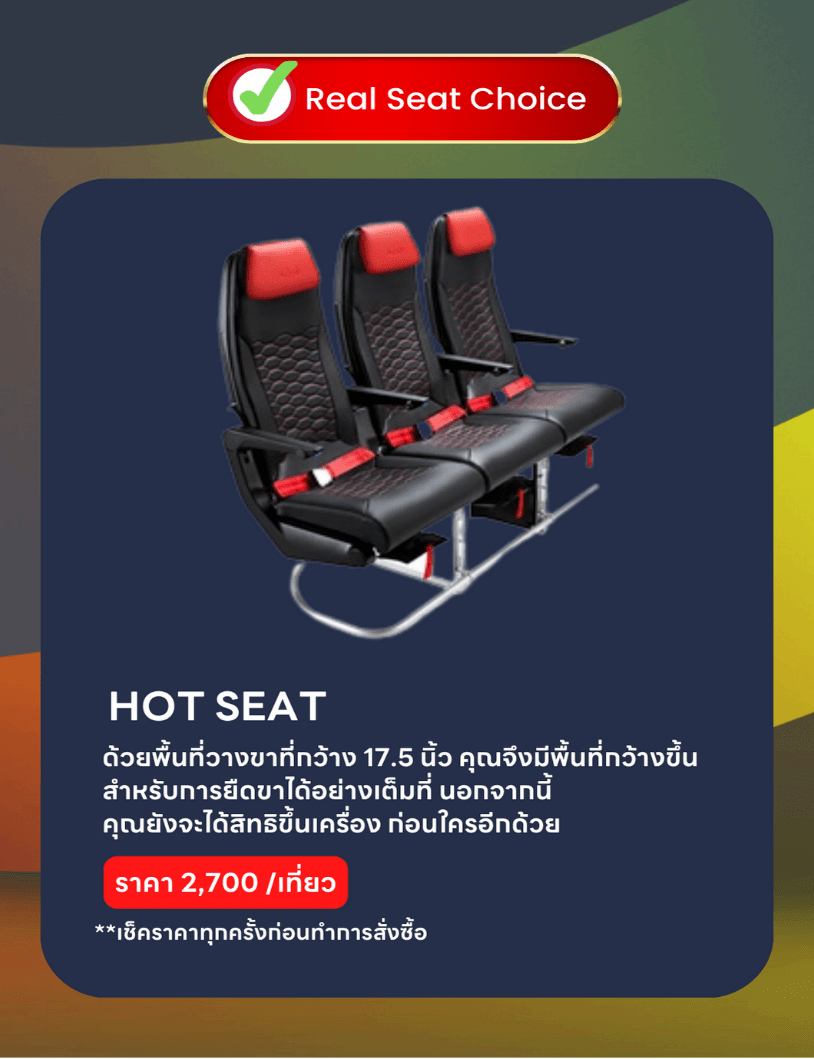 Real Seat Choice
HOT SEAT
ด้วยพื้นที่วางขาที่กว้าง 17.5 นิ้ว คุณจึงมีพื้นที่กว้างขึ้น
สำหรับการยืดขาได้อย่างเต็มที่ นอกจากนี้
คุณยังจะได้สิทธิขึ้นเครื่อง ก่อนใครอีกด้วย
ราคา 2,700 /เที่ยว
**เช็คราคาทุกครั้งก่อนทำการสั่งซื้อ